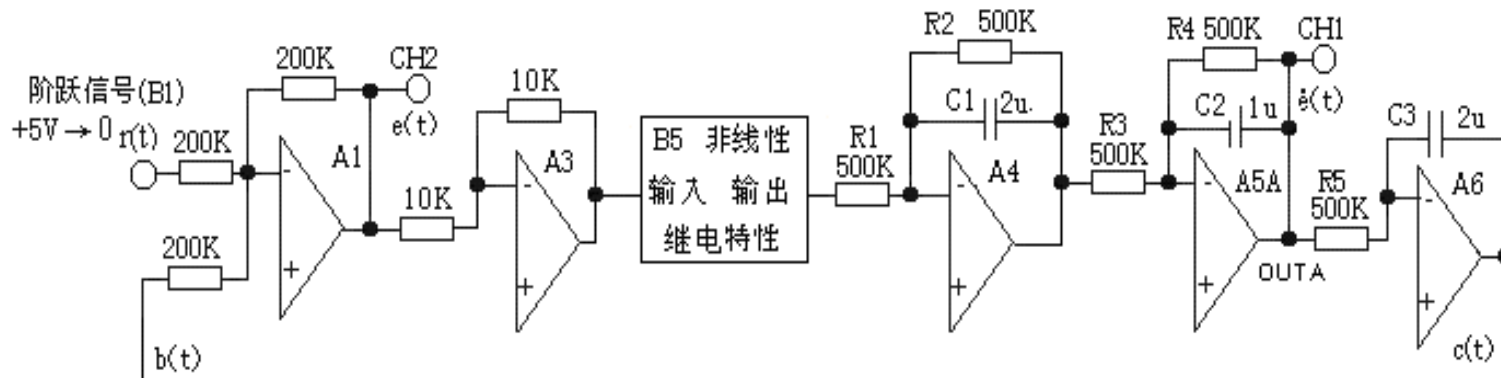 阶跃信号(B1)
+5V→0 r(t)
200K
200K
b(t)
200K
CH2
e(t)
A1
-
+
10K
10K
A3
-
+
B5 非线性
输入 输出
继电特性
R1
500K
R2 500K
C1 2u.
A4
-
+
R3
500K
R4 500K
C2 1u
CH1
ė(t)
A5A
-
+
OUTA
R5
500K
C3 2u
A6
-
+
c(t)